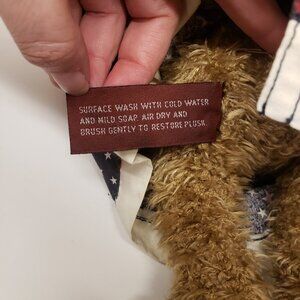 SURFACE WASH WITH COLD WATER
AND MILD SOAP. AIR DRY AND
BRUSH GENTLY TO RESTORE PLUSH.